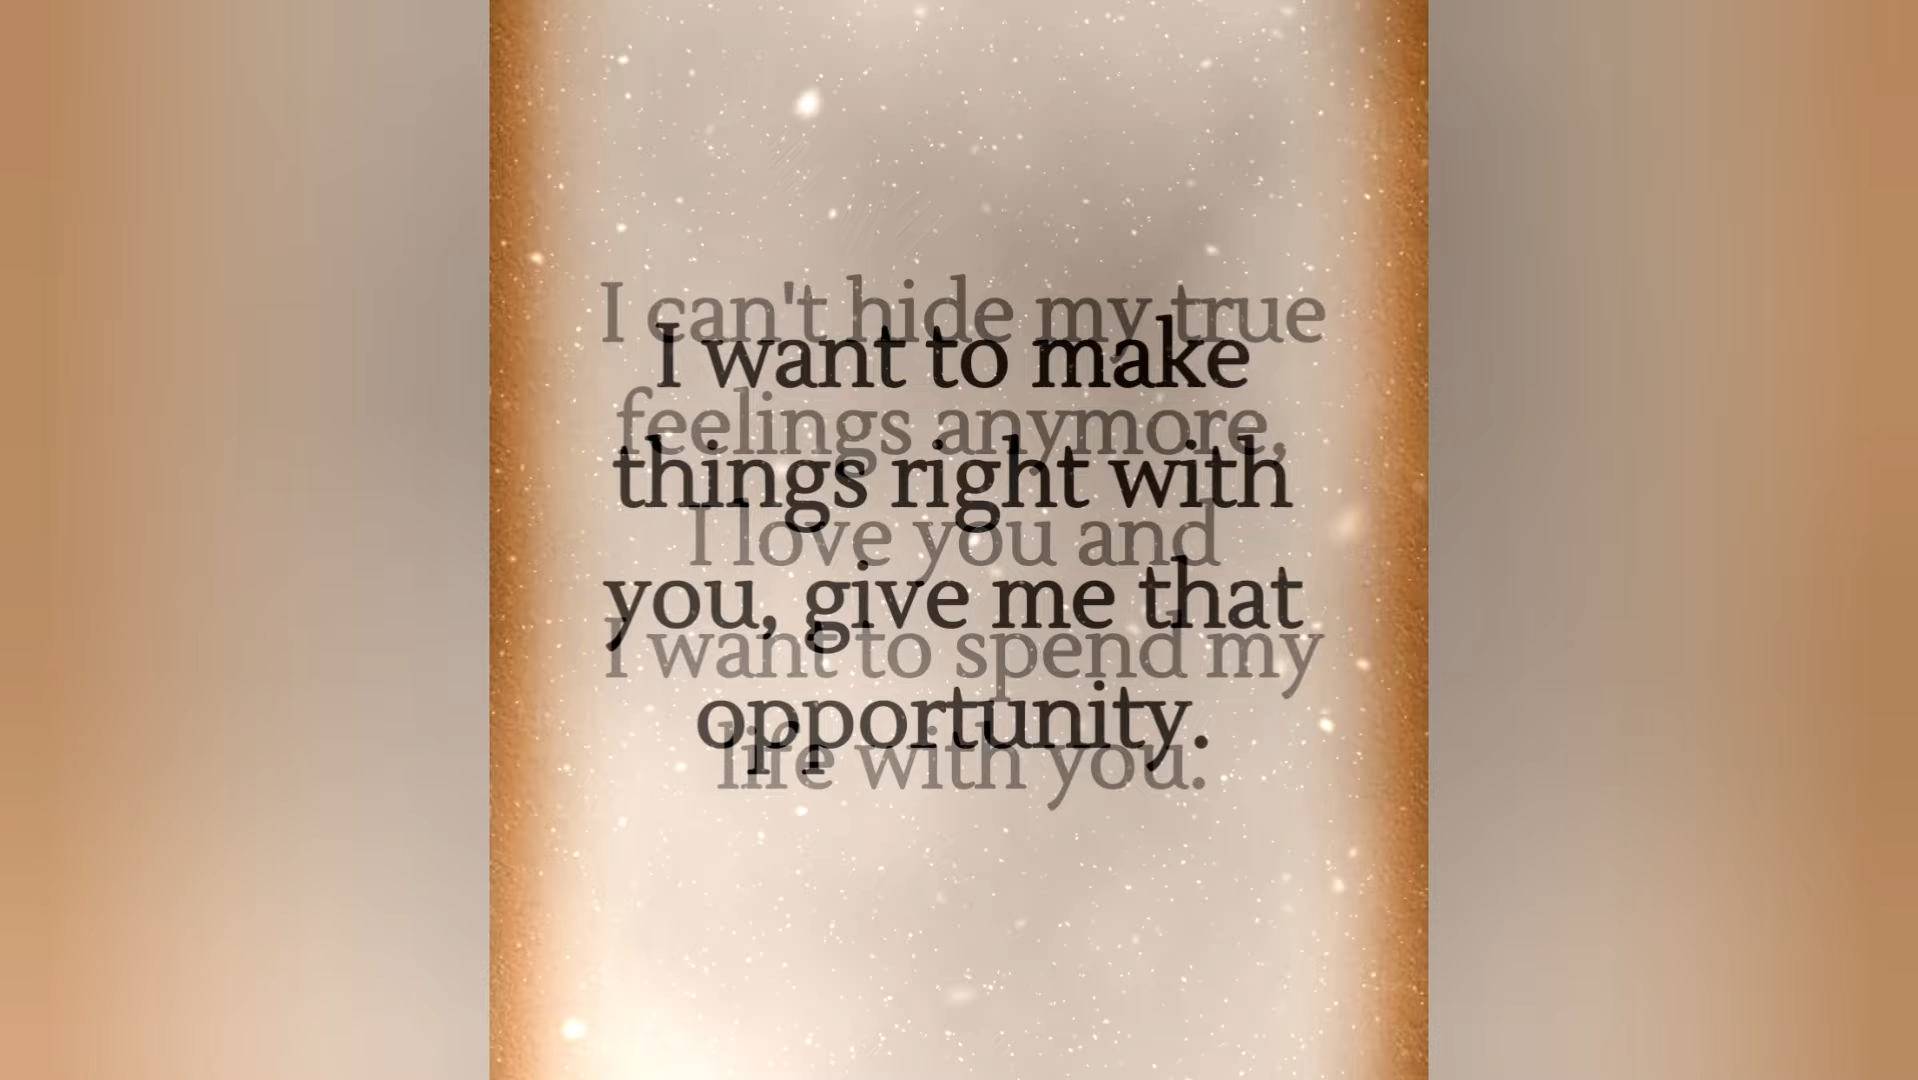 I can't hide my true
feelings anymore,
I love you and
I want to spend my
life with you.
I want to make
things right with
you, give me that
opportunity.